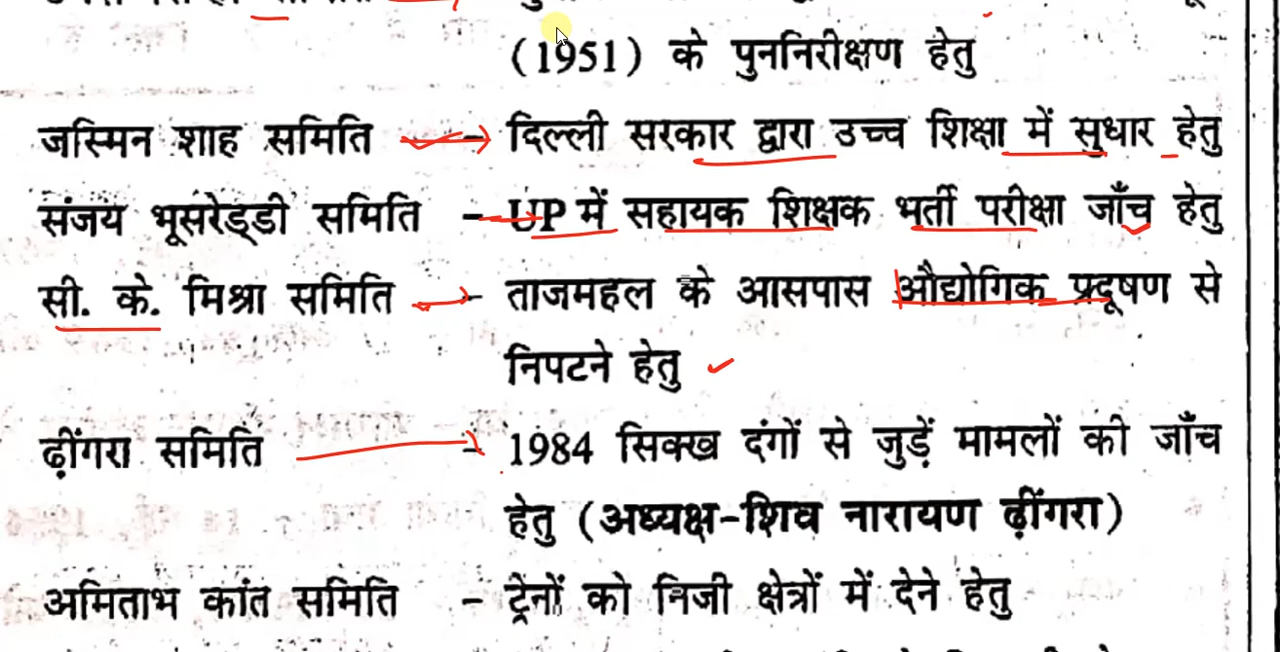 (1951) के पुननिरीक्षण हेतु
जस्मिन शाह समिति - दिल्ली सरकार द्वारा उच्च शिक्षा में सुधार हेतु
संजय भूसरेड्डी समिति - UP में सहायक शिक्षक भर्ती परीक्षा जाँच हेतु
सी. के. मिश्रा समिति - ताजमहल के आसपास औद्योगिक प्रदूषण से
निपटने हेतु
ढ़ींगरा समिति - 1984 सिक्ख दंगों से जुड़ें मामलों की जाँच
हेतु (अध्यक्ष-शिव नारायण ढ़ींगरा)
अमिताभ कांत समिति - ट्रेनों को निजी क्षेत्रों में देने हेतु